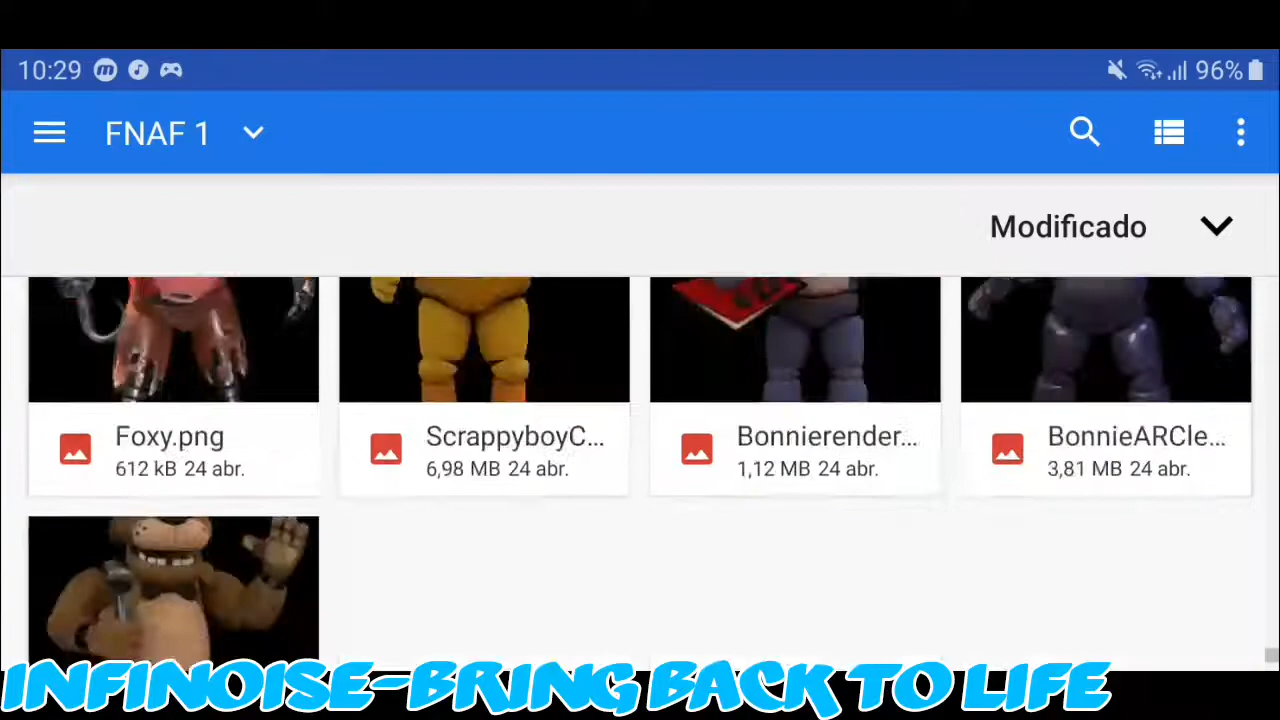 10:29 96%
FNAF 1
Modificado
Foxy.png
612 kB 24 abr.
ScrappyboyC...
6,98 MB 24 abr.
Bonnierender...
1,12 MB 24 abr.
BonnieARCle...
3,81 MB 24 abr.
INFINOISE-BRING BACK TO LIFE